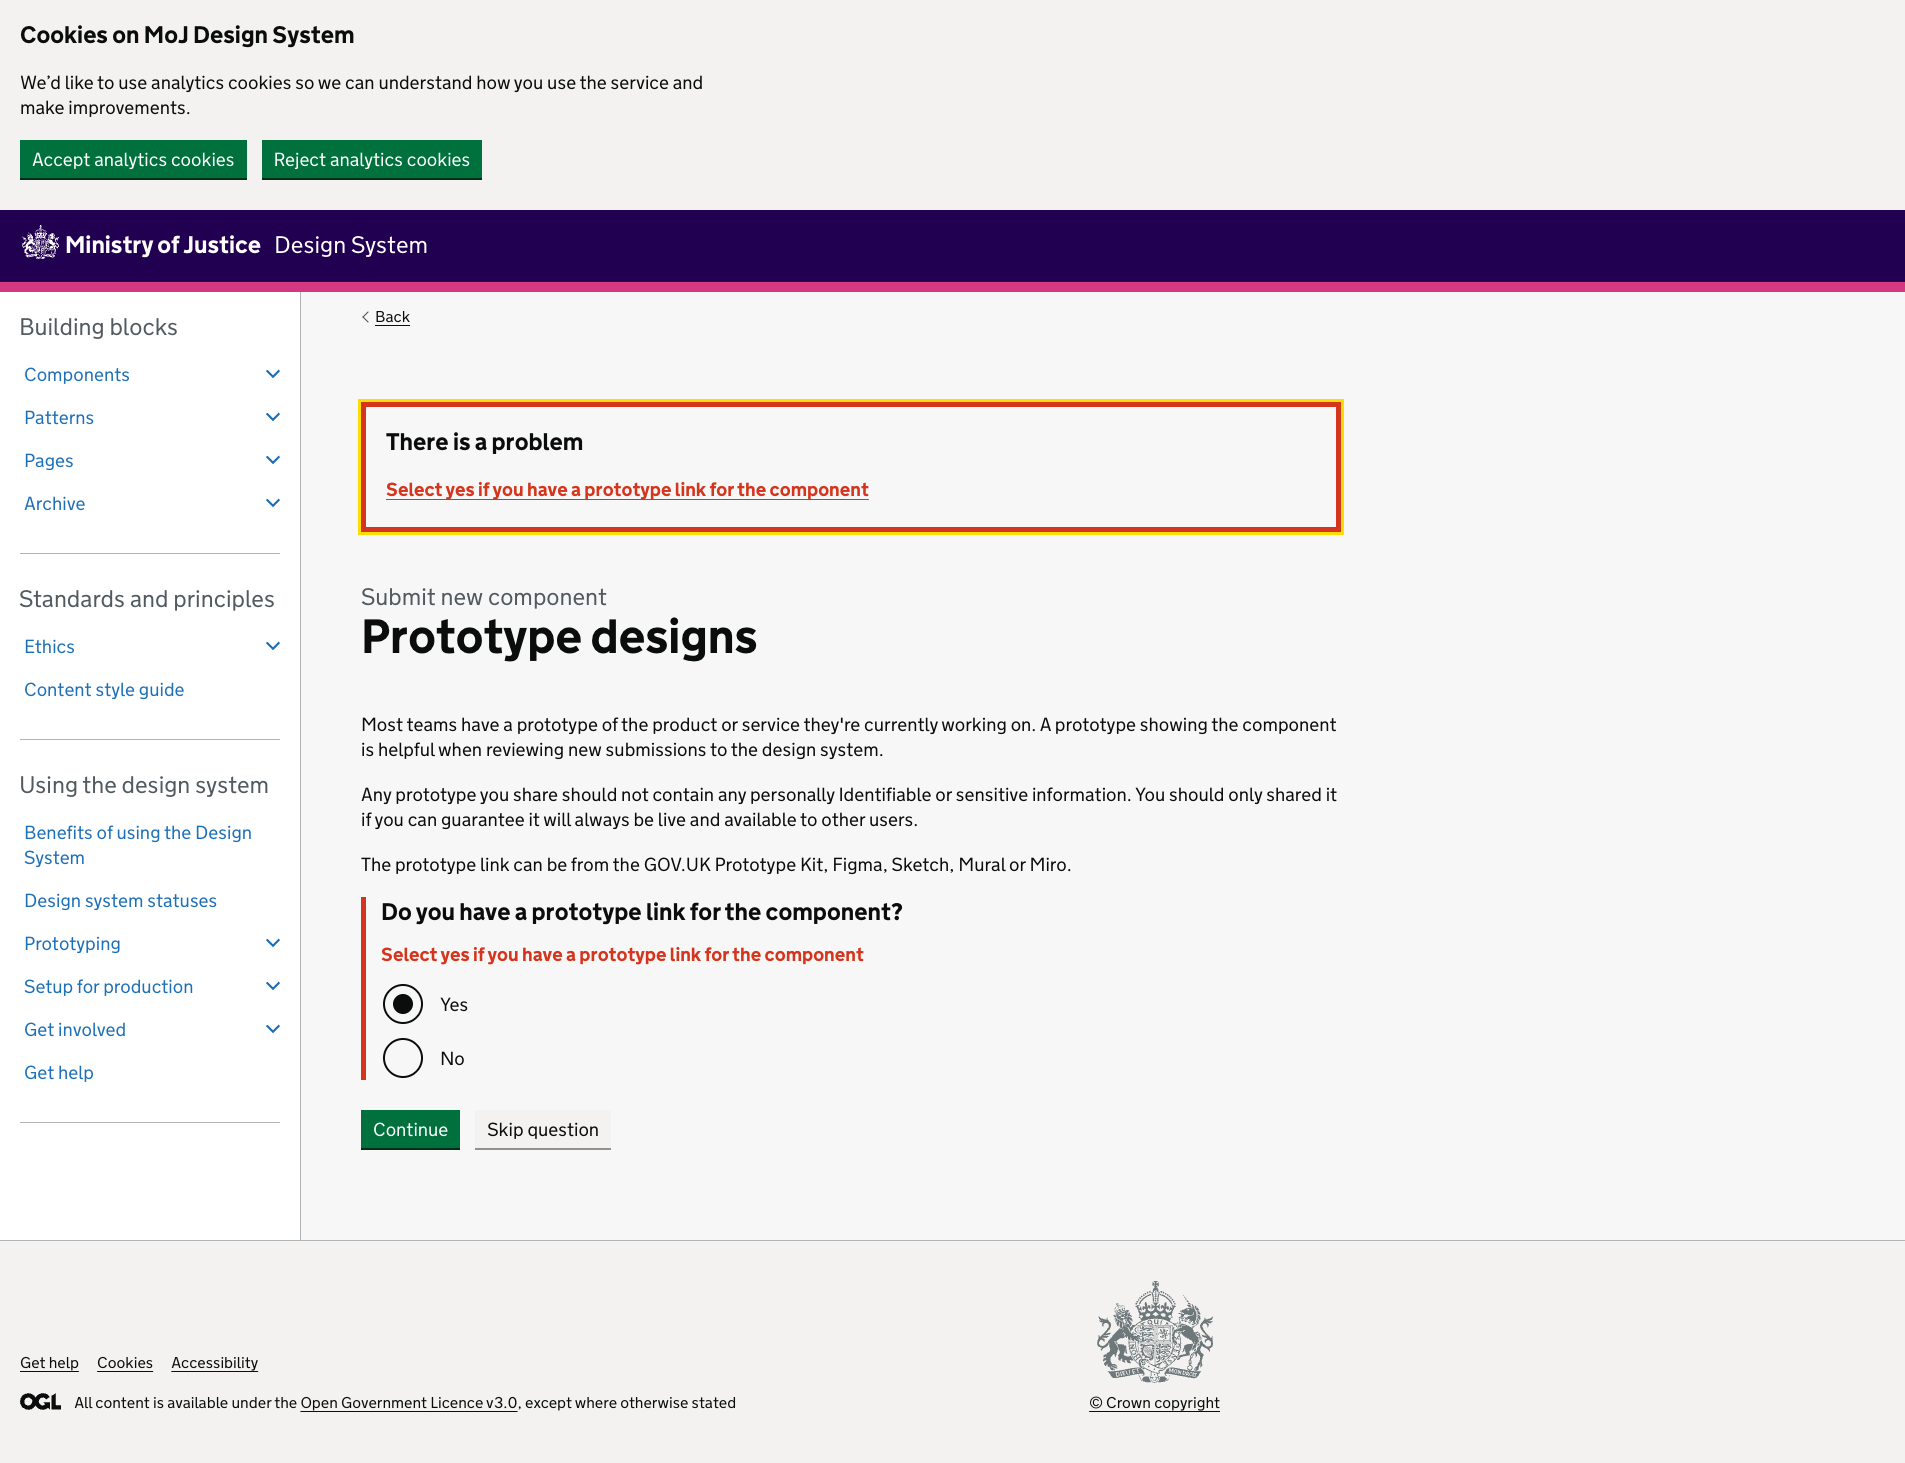 Cookies on MoJ Design System
We’d like to use analytics cookies so we can understand how you use the service and
make improvements.
Accept analytics cookies
Reject analytics cookies
Ministry of Justice Design System
Building blocks
Components
Patterns
Pages
Archive
Standards and principles
Ethics
Content style guide
Using the design system
Benefits of using the Design
System
Design system statuses
Prototyping
Setup for production
Get involved
Get help
Back
There is a problem
Select yes if you have a prototype link for the component
Submit new component
Prototype designs
Most teams have a prototype of the product or service they're currently working on. A prototype showing the component
is helpful when reviewing new submissions to the design system.
Any prototype you share should not contain any personally Identifiable or sensitive information. You should only shared it
if you can guarantee it will always be live and available to other users.
The prototype link can be from the GOV.UK Prototype Kit, Figma, Sketch, Mural or Miro.
Do you have a prototype link for the component?
Select yes if you have a prototype link for the component
Yes
No
Continue
Skip question
Get help Cookies Accessibility
OGL All content is available under the Open Government Licence v3.0, except where otherwise stated
© Crown copyright